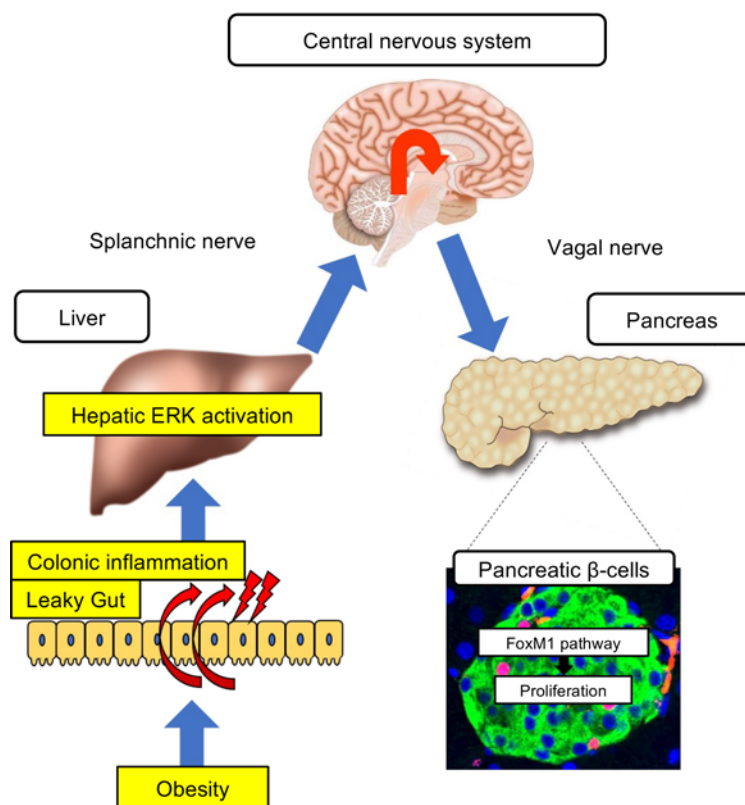 Central nervous system
Splanchnic nerve
Vagal nerve
Liver
Pancreas
Hepatic ERK activation
Colonic inflammation
Leaky Gut
Pancreatic β-cells
FoxM1 pathway
Proliferation
Obesity